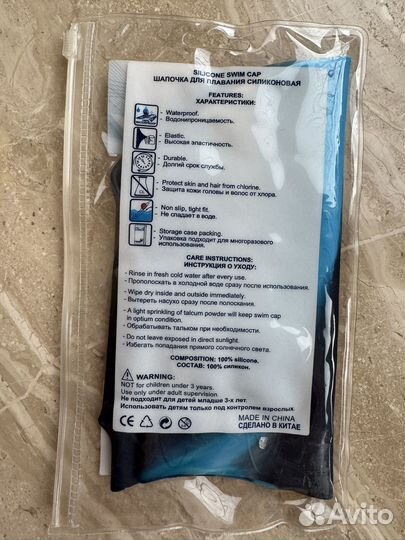 SILICONE SWIM CAP
ШАПОЧКА ДЛЯ ПЛАВАНИЯ СИЛИКОНОВАЯ
FEATURES:
ХАРАКТЕРИСТИКИ:
- Waterproof.
- Водонипроницаемость.
- Elastic.
- Высокая эластичность.
- Durable.
- Долгий срок службы.
- Protect skin and hair from chlorine.
- Защита кожи головы и волос от хлора.
- Non slip, tight fit.
- Не спадает в воде.
- Storage case packing.
- Упаковка подходит для многоразового
использования.
CARE INSTRUCTIONS:
ИНСТРУКЦИЯ О УХОДУ:
- Rinse in fresh cold water after every use.
- Прополоскать в холодной воде сразу после использования.
- Wipe dry inside and outside immediately.
- Вытереть насухо сразу после полоскания.
- A light sprinkling of talcum powder will keep swim cap
in optium condition.
- Обрабатывать тальком при необходимости.
- Do not leave exposed in direct sunlight.
- Избегать попадания прямого солнечного света.
COMPOSITION: 100% silicone.
СОСТАВ: 100% силикон.
WARNING:
NOT for children under 3 years.
Use only under adult supervision.
Не подходит для детей младше 3-х лет.
Использовать детям только под контролем взрослых
MADE IN CHINA
СДЕЛАНО В КИТАЕ
CE
Avito